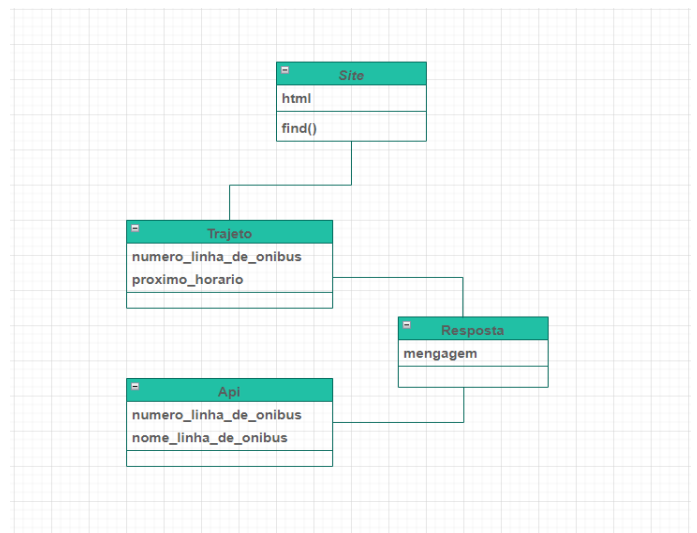 Site
html
find()
Trajeto
numero_linha_de_onibus
proximo_horario
Resposta
mengagem
Api
numero_linha_de_onibus
nome_linha_de_onibus